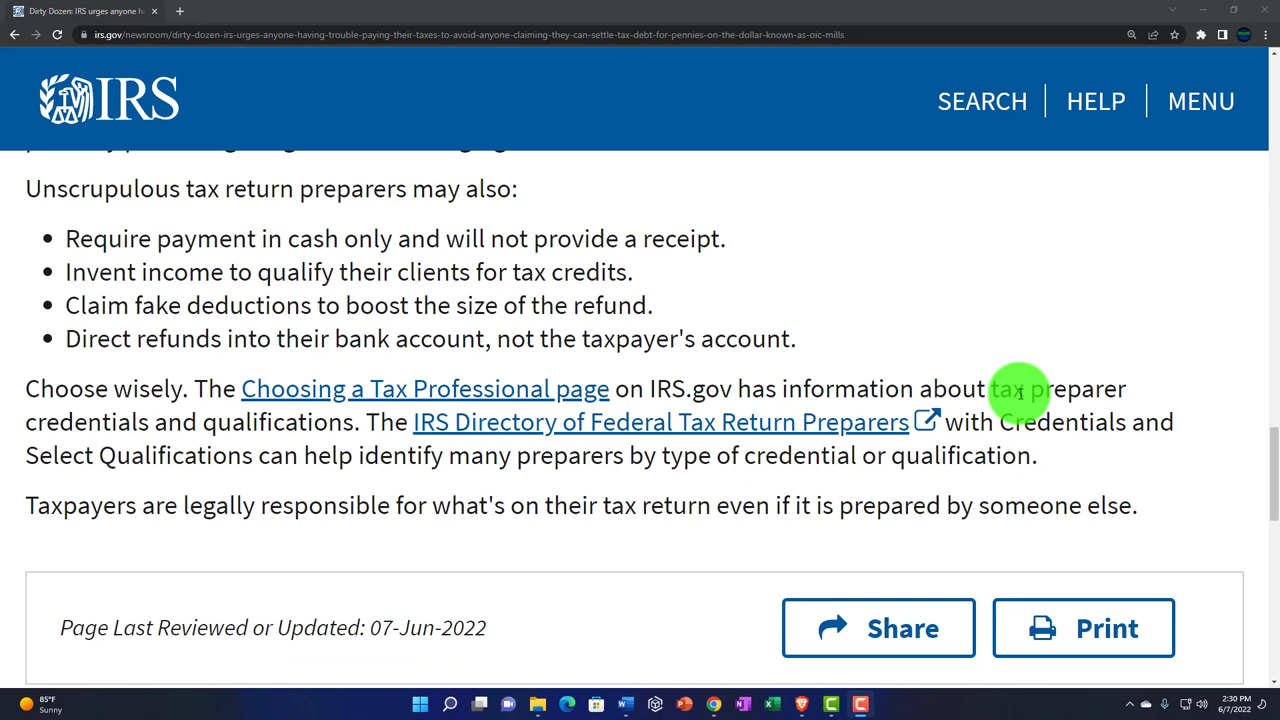 Dirty Dozen: IRS urges anyone h
irs.gov/newsroom/dirty-dozen-irs-urges-anyone-having-trouble-paying-their-taxes-to-avoid-anyone-claiming-they-can-settle-tax-debt-for-pennies-on-the-dollar-known-as-oic-mills
IRS
SEARCH HELP MENU
Unscrupulous tax return preparers may also:
• Require payment in cash only and will not provide a receipt.
• Invent income to qualify their clients for tax credits.
• Claim fake deductions to boost the size of the refund.
• Direct refunds into their bank account, not the taxpayer's account.
Choose wisely. The Choosing a Tax Professional page on IRS.gov has information about tax preparer
credentials and qualifications. The IRS Directory of Federal Tax Return Preparers with Credentials and
Select Qualifications can help identify many preparers by type of credential or qualification.
Taxpayers are legally responsible for what's on their tax return even if it is prepared by someone else.
Page Last Reviewed or Updated: 07-Jun-2022
Share Print
85°F
Sunny
2:30 PM
6/7/2022